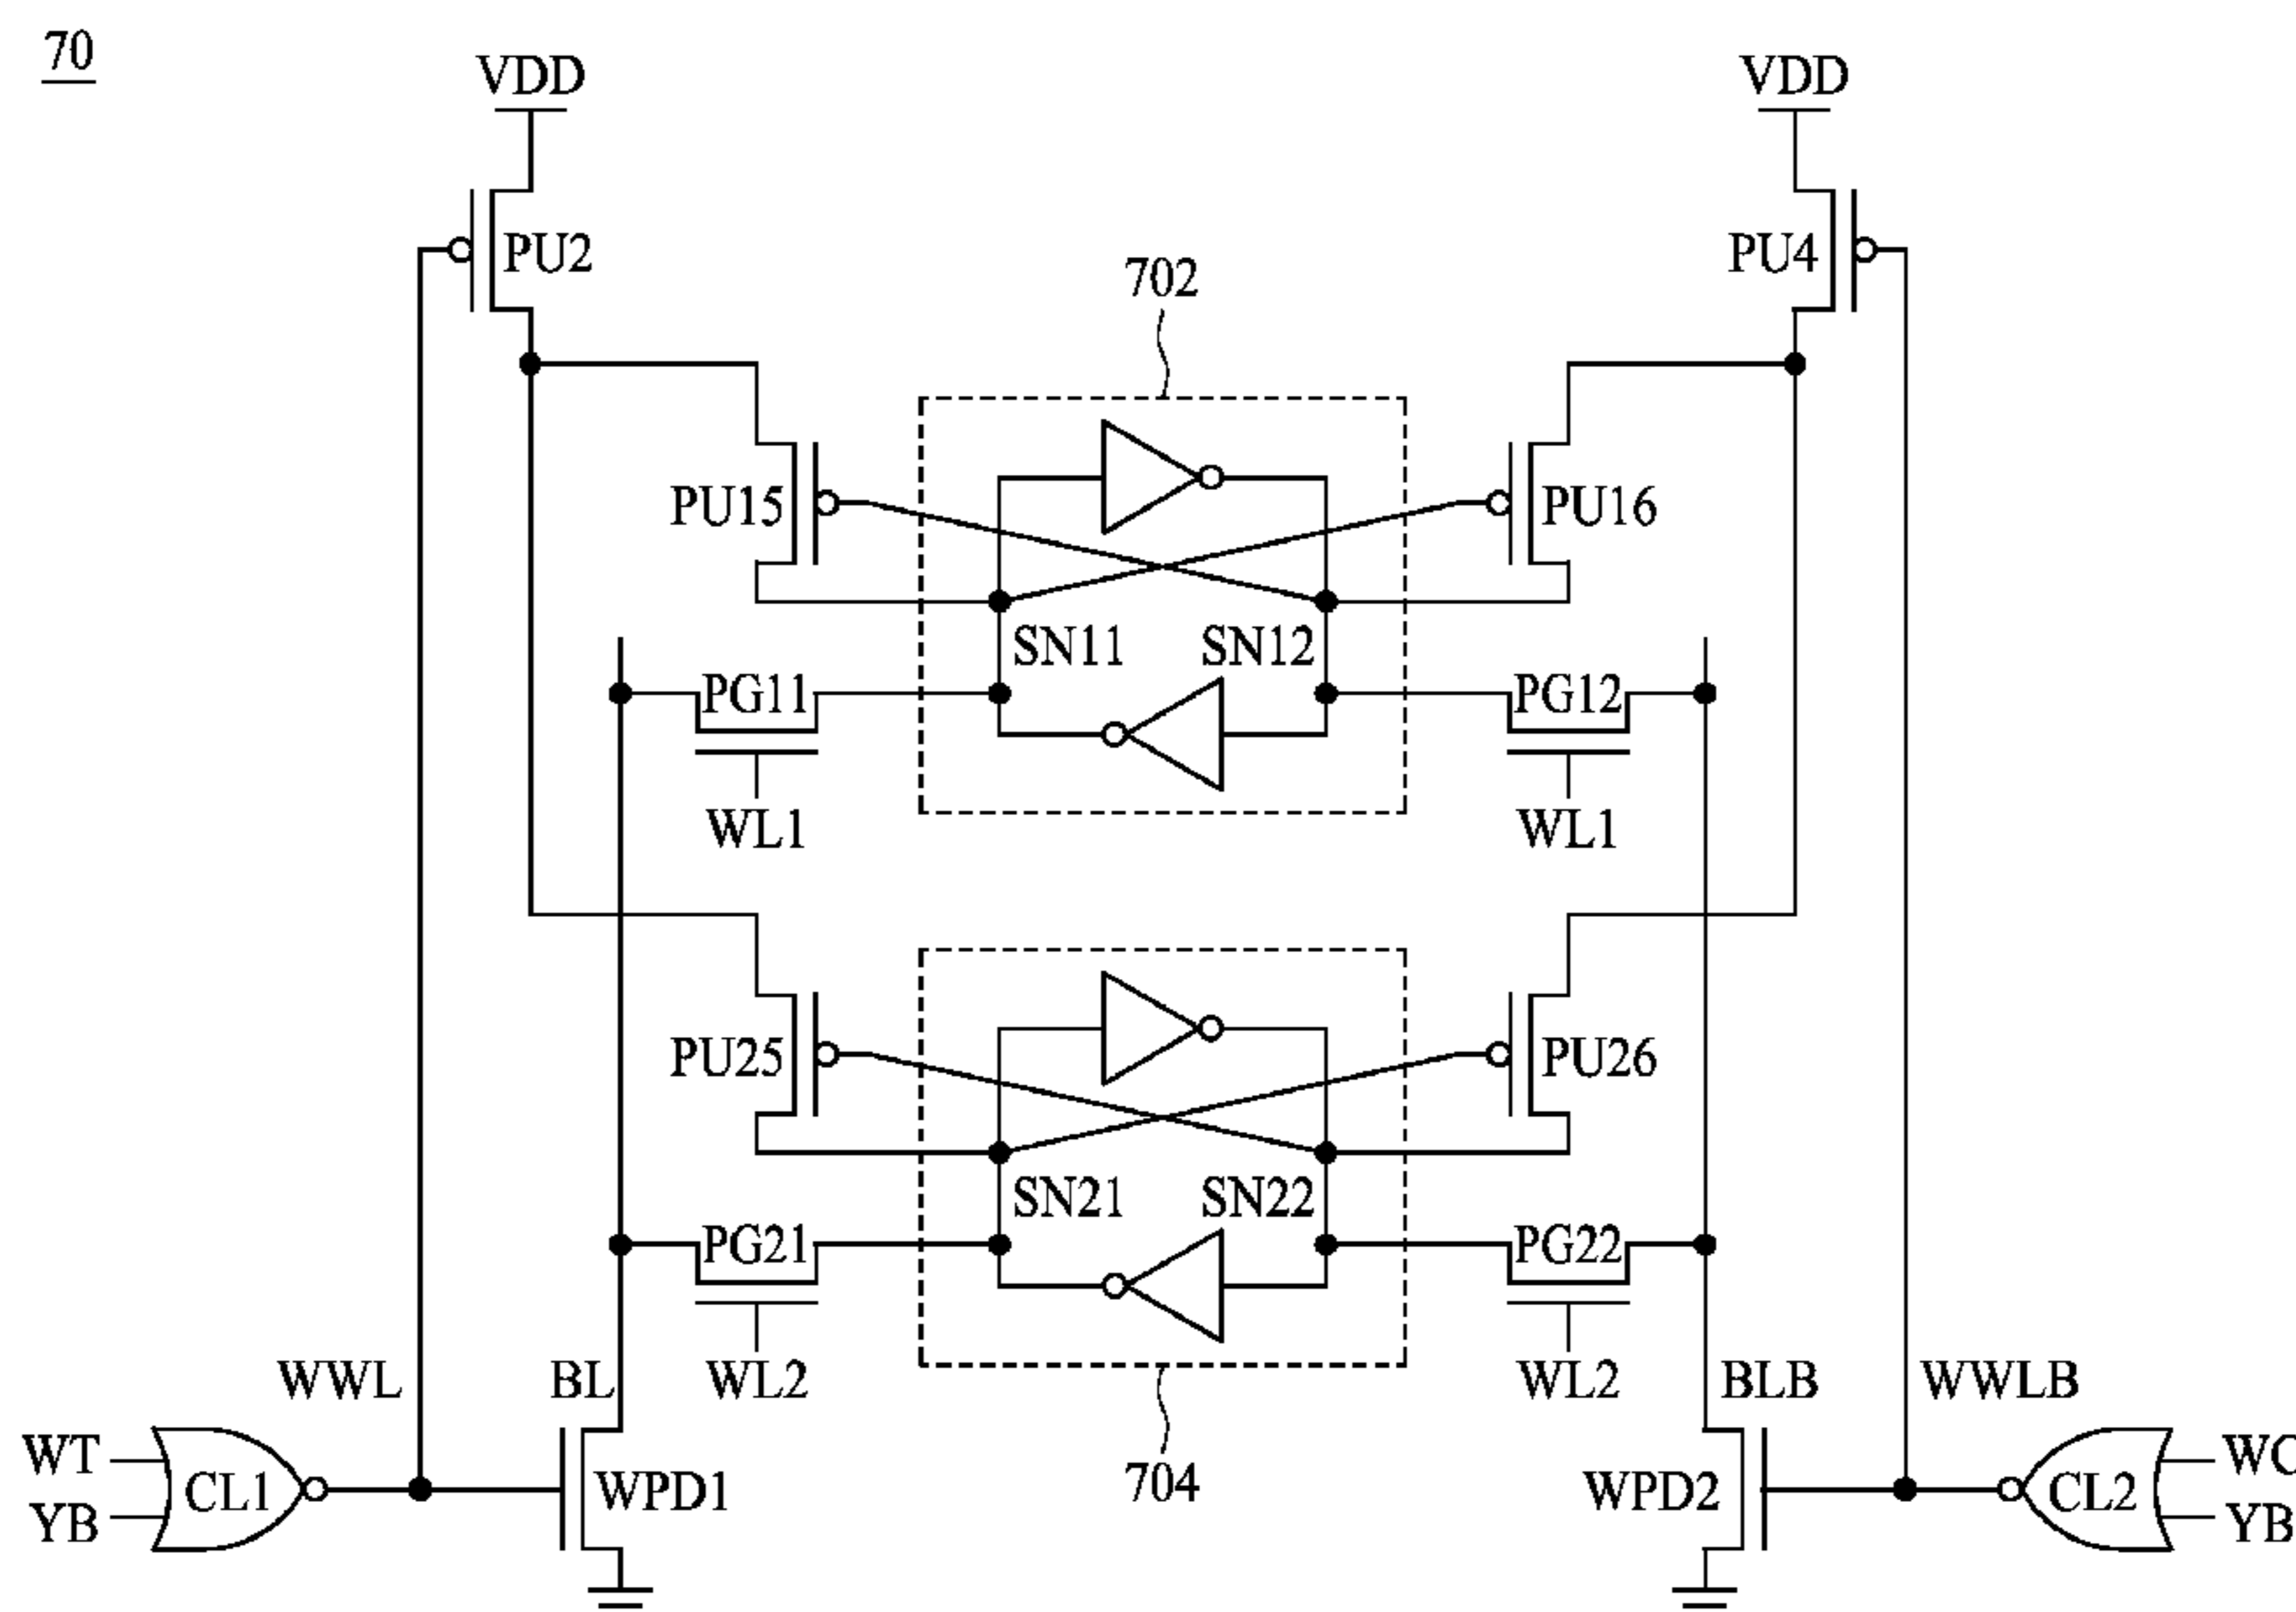 70
VDD
VDD
PU2
PU4
702
PU15
PU16
SN11
SN12
PG11
PG12
WL1
WL1
PU25
PU26
SN21
SN22
PG21
PG22
WWL
BL
WL2
WL2
BLB
WWLB
WT
YB
CL1
WPD1
704
WPD2
CL2
WC
YB